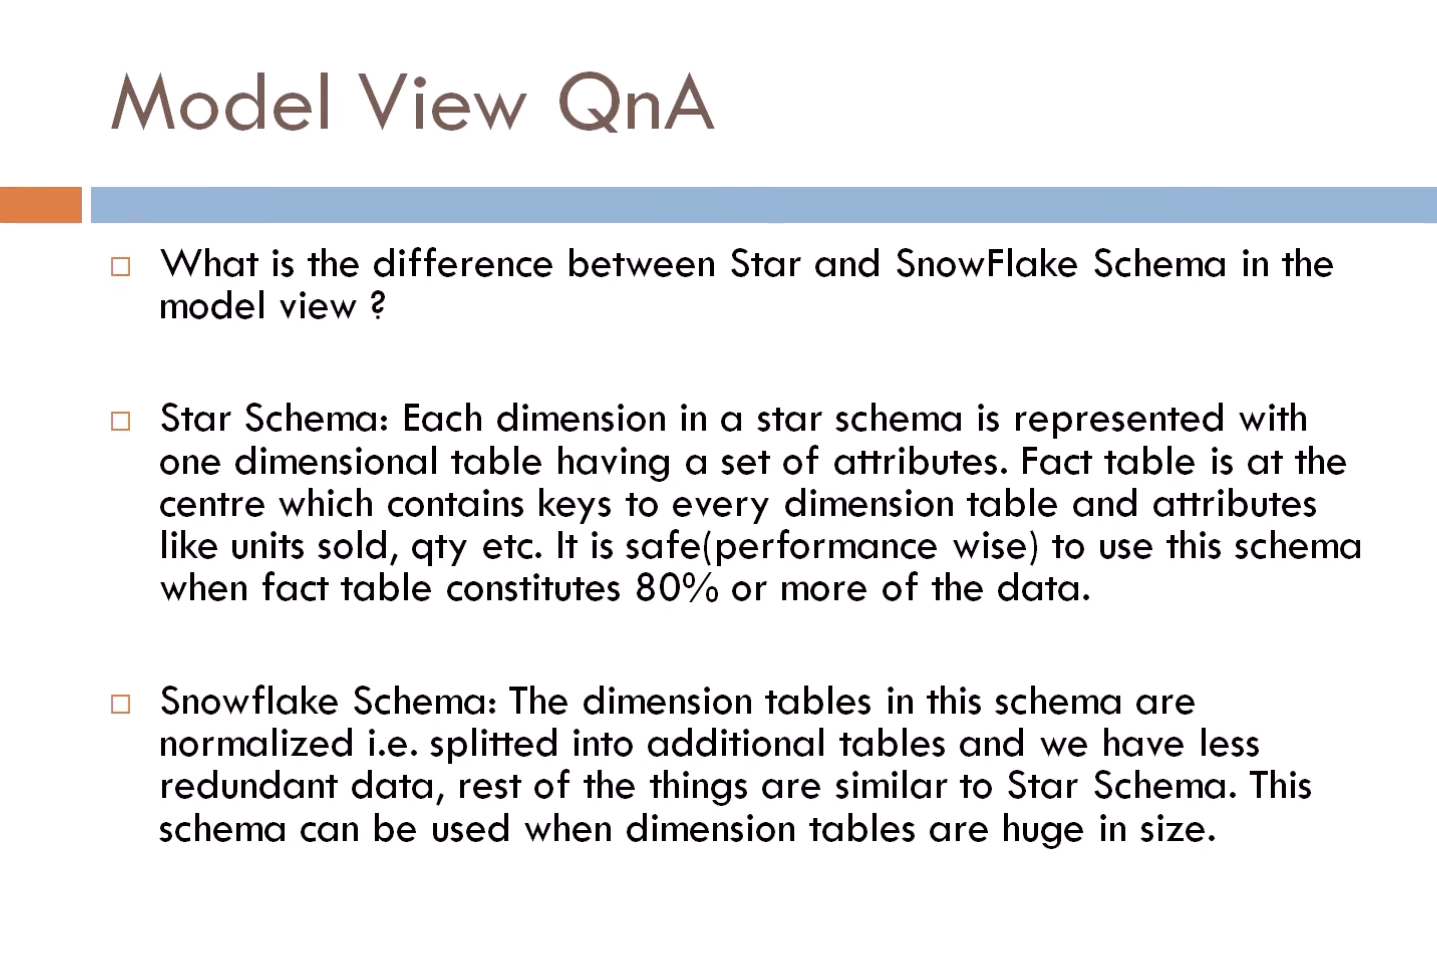 Model View QnA
What is the difference between Star and SnowFlake Schema in the
model view ?
Star Schema: Each dimension in a star schema is represented with
one dimensional table having a set of attributes. Fact table is at the
centre which contains keys to every dimension table and attributes
like units sold, qty etc. It is safe(performance wise) to use this schema
when fact table constitutes 80% or more of the data.
Snowflake Schema: The dimension tables in this schema are
normalized i.e. splitted into additional tables and we have less
redundant data, rest of the things are similar to Star Schema. This
schema can be used when dimension tables are huge in size.